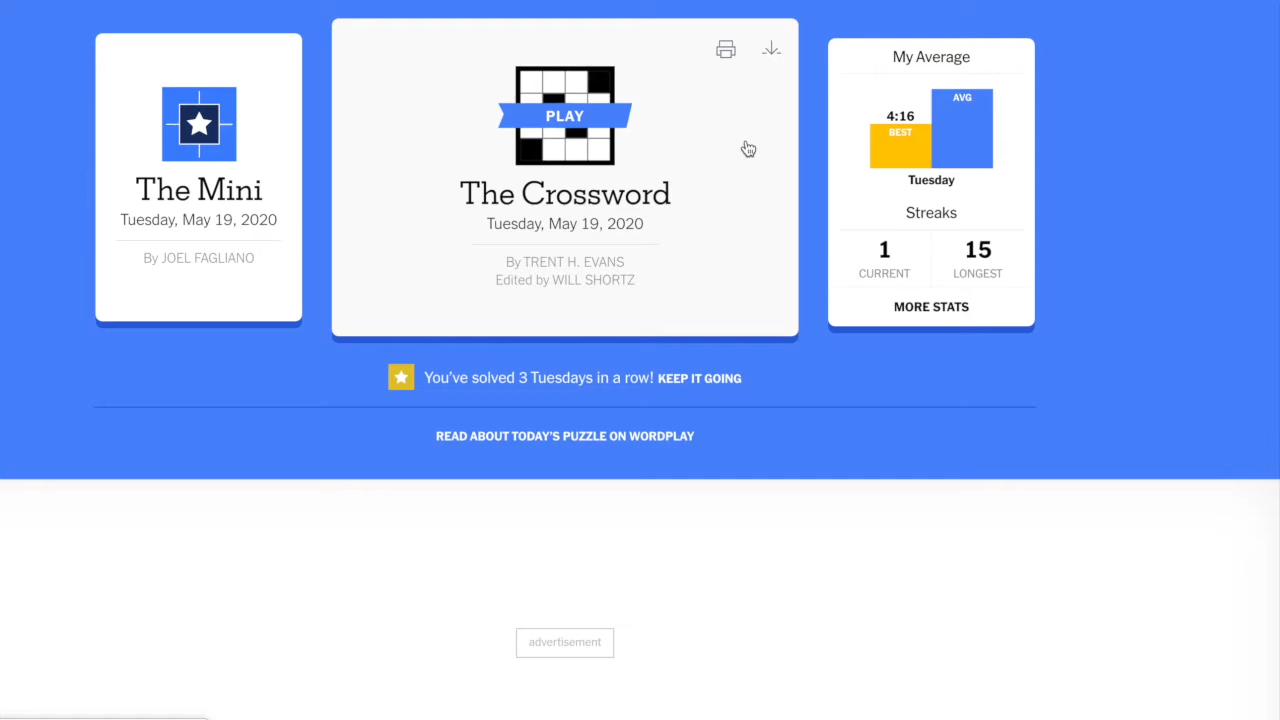 The Mini
Tuesday, May 19, 2020
By JOEL FAGLIANO
PLAY
The Crossword
Tuesday, May 19, 2020
By TRENT H. EVANS
Edited by WILL SHORTZ
My Average
4:16
BEST
AVG
Tuesday
Streaks
1
CURRENT
15
LONGEST
MORE STATS
You've solved 3 Tuesdays in a row! KEEP IT GOING
READ ABOUT TODAY'S PUZZLE ON WORDPLAY
advertisement